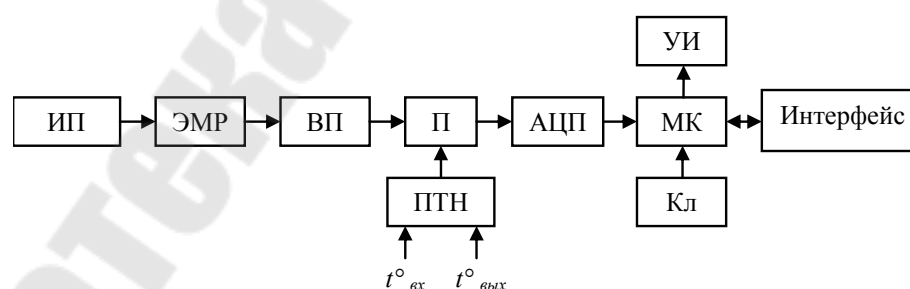 УИ
ИП
ЭМР
ВП
П
АЦП
МК
Интерфейс
ПТН
Кл
t° вх
t° вых